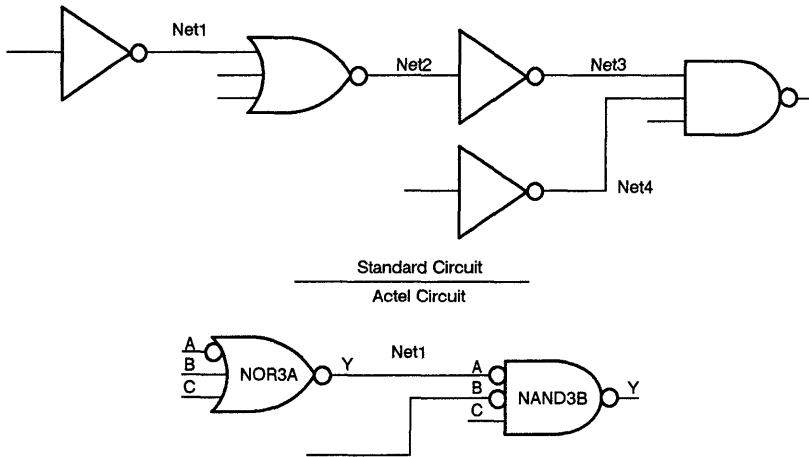 Net1
Net2
Net3
Net4
Standard Circuit
Actel Circuit
A
B
C
NOR3A
Y
Net1
A
B
C
NAND3B
Y